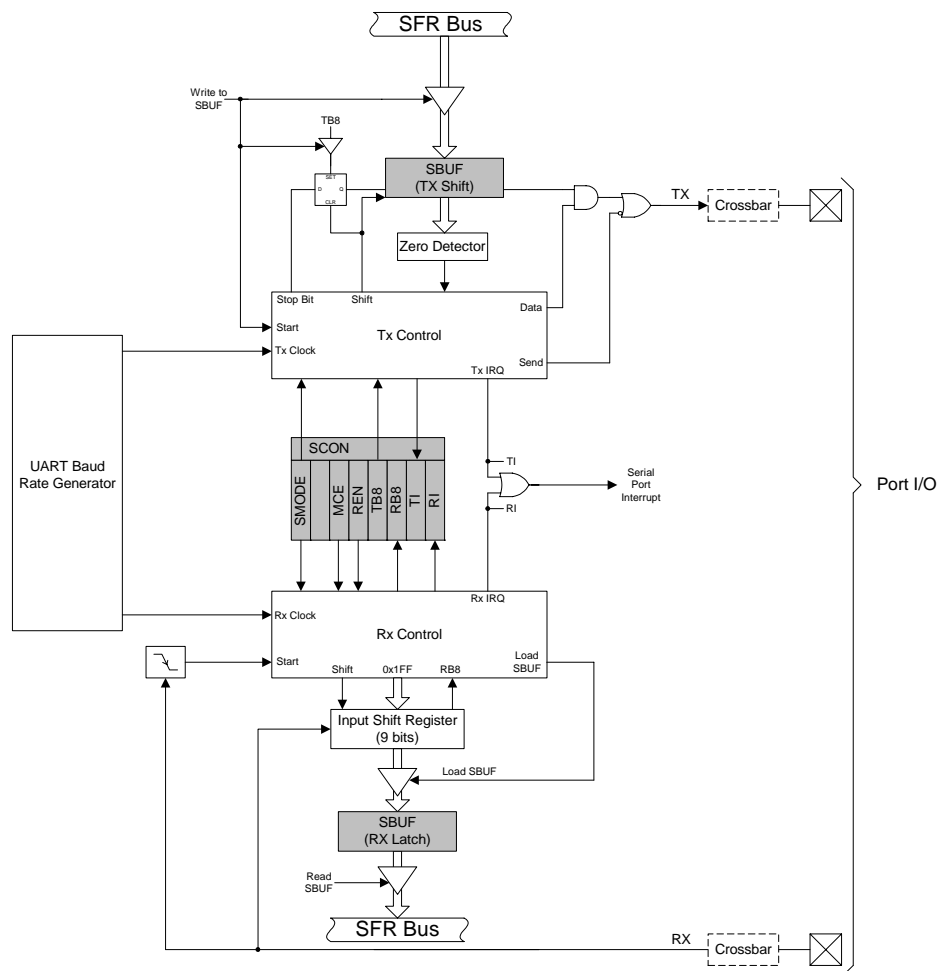 SFR Bus
Write to
SBUF
TB8
SBUF
(TX Shift)
SET
D
Q
CLR
TX
Crossbar
Zero Detector
Stop Bit
Shift
Data
Start
Tx Control
Tx Clock
Send
Tx IRQ
UART Baud
Rate Generator
SCON
SMODE
MCE
REN
TB8
RB8
TI
RI
TI
RI
Serial
Port
Interrupt
Port I/O
Rx IRQ
Rx Clock
Rx Control
Start
Load
SBUF
Shift
0x1FF
RB8
Input Shift Register
(9 bits)
Load SBUF
SBUF
(RX Latch)
Read
SBUF
SFR Bus
RX
Crossbar